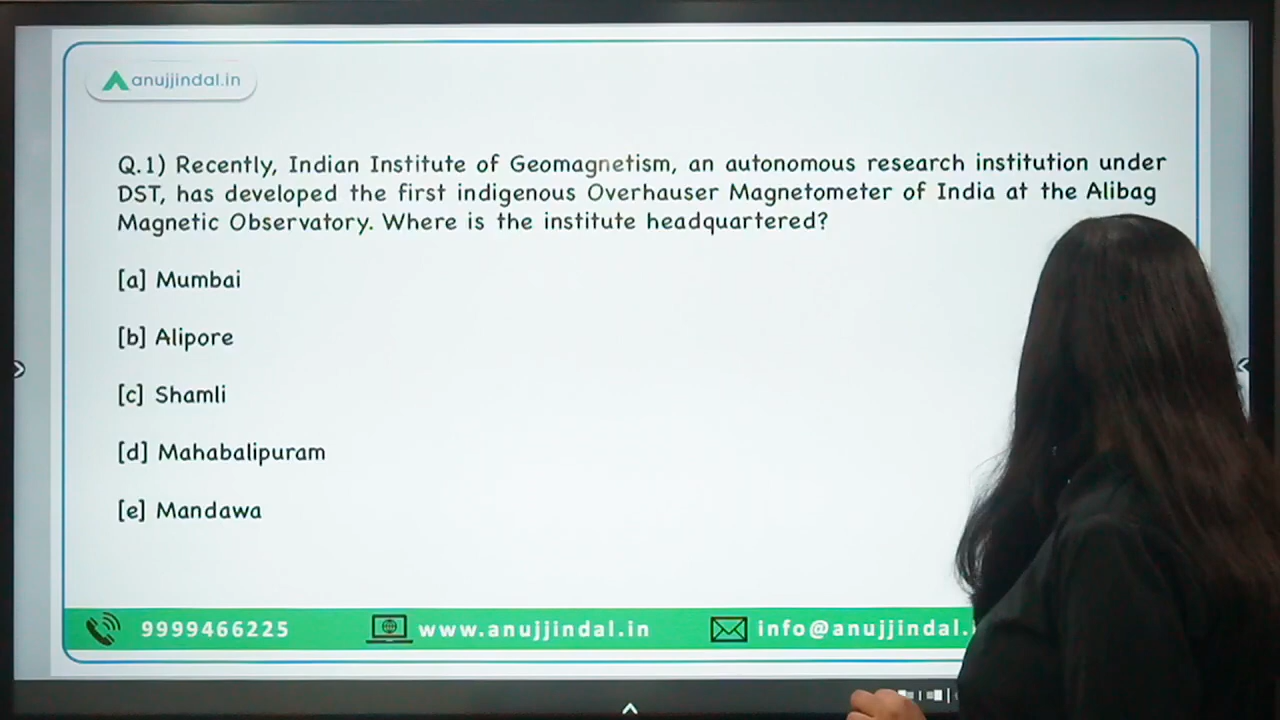 anujjindal.in
Q.1) Recently, Indian Institute of Geomagnetism, an autonomous research institution under
DST, has developed the first indigenous Overhauser Magnetometer of India at the Alibag
Magnetic Observatory. Where is the institute headquartered?
[a] Mumbai
[b] Alipore
[c] Shamli
[d] Mahabalipuram
[e] Mandawa
9999466225 www.anujjindal.in info@anujjindal.